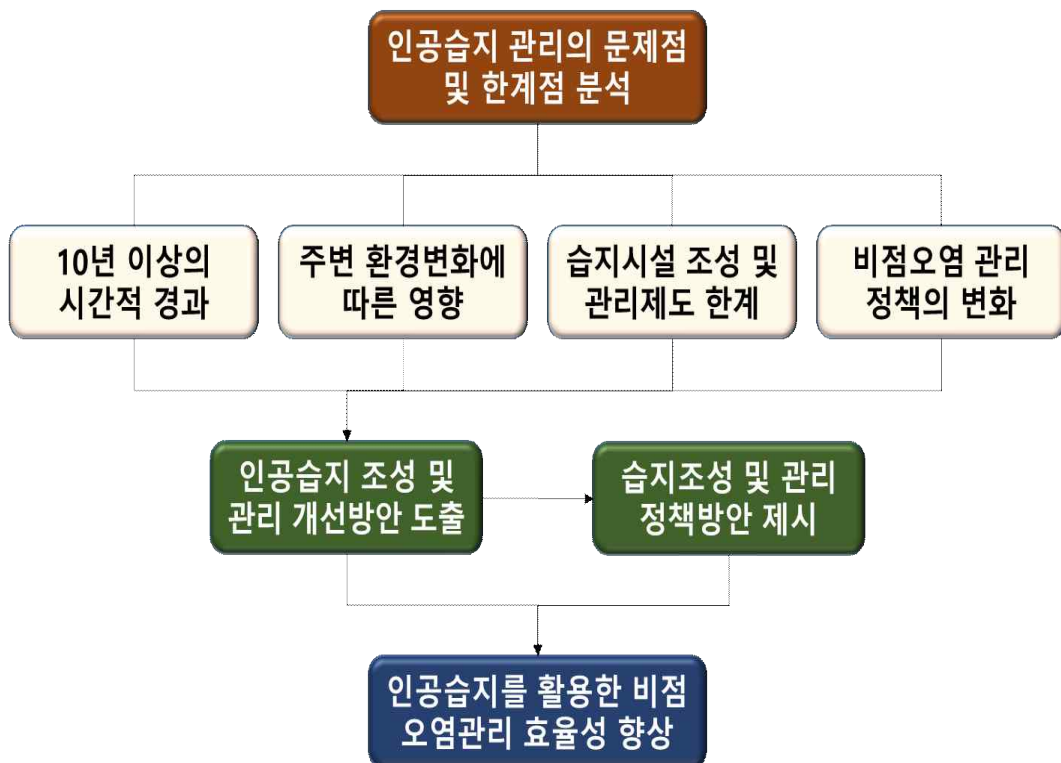 인공습지 관리의 문제점
및 한계점 분석
10년 이상의
시간적 경과
주변 환경변화에
따른 영향
습지시설 조성 및
관리제도 한계
비점오염 관리
정책의 변화
인공습지 조성 및
관리 개선방안 도출
습지조성 및 관리
정책방안 제시
인공습지를 활용한 비점
오염관리 효율성 향상